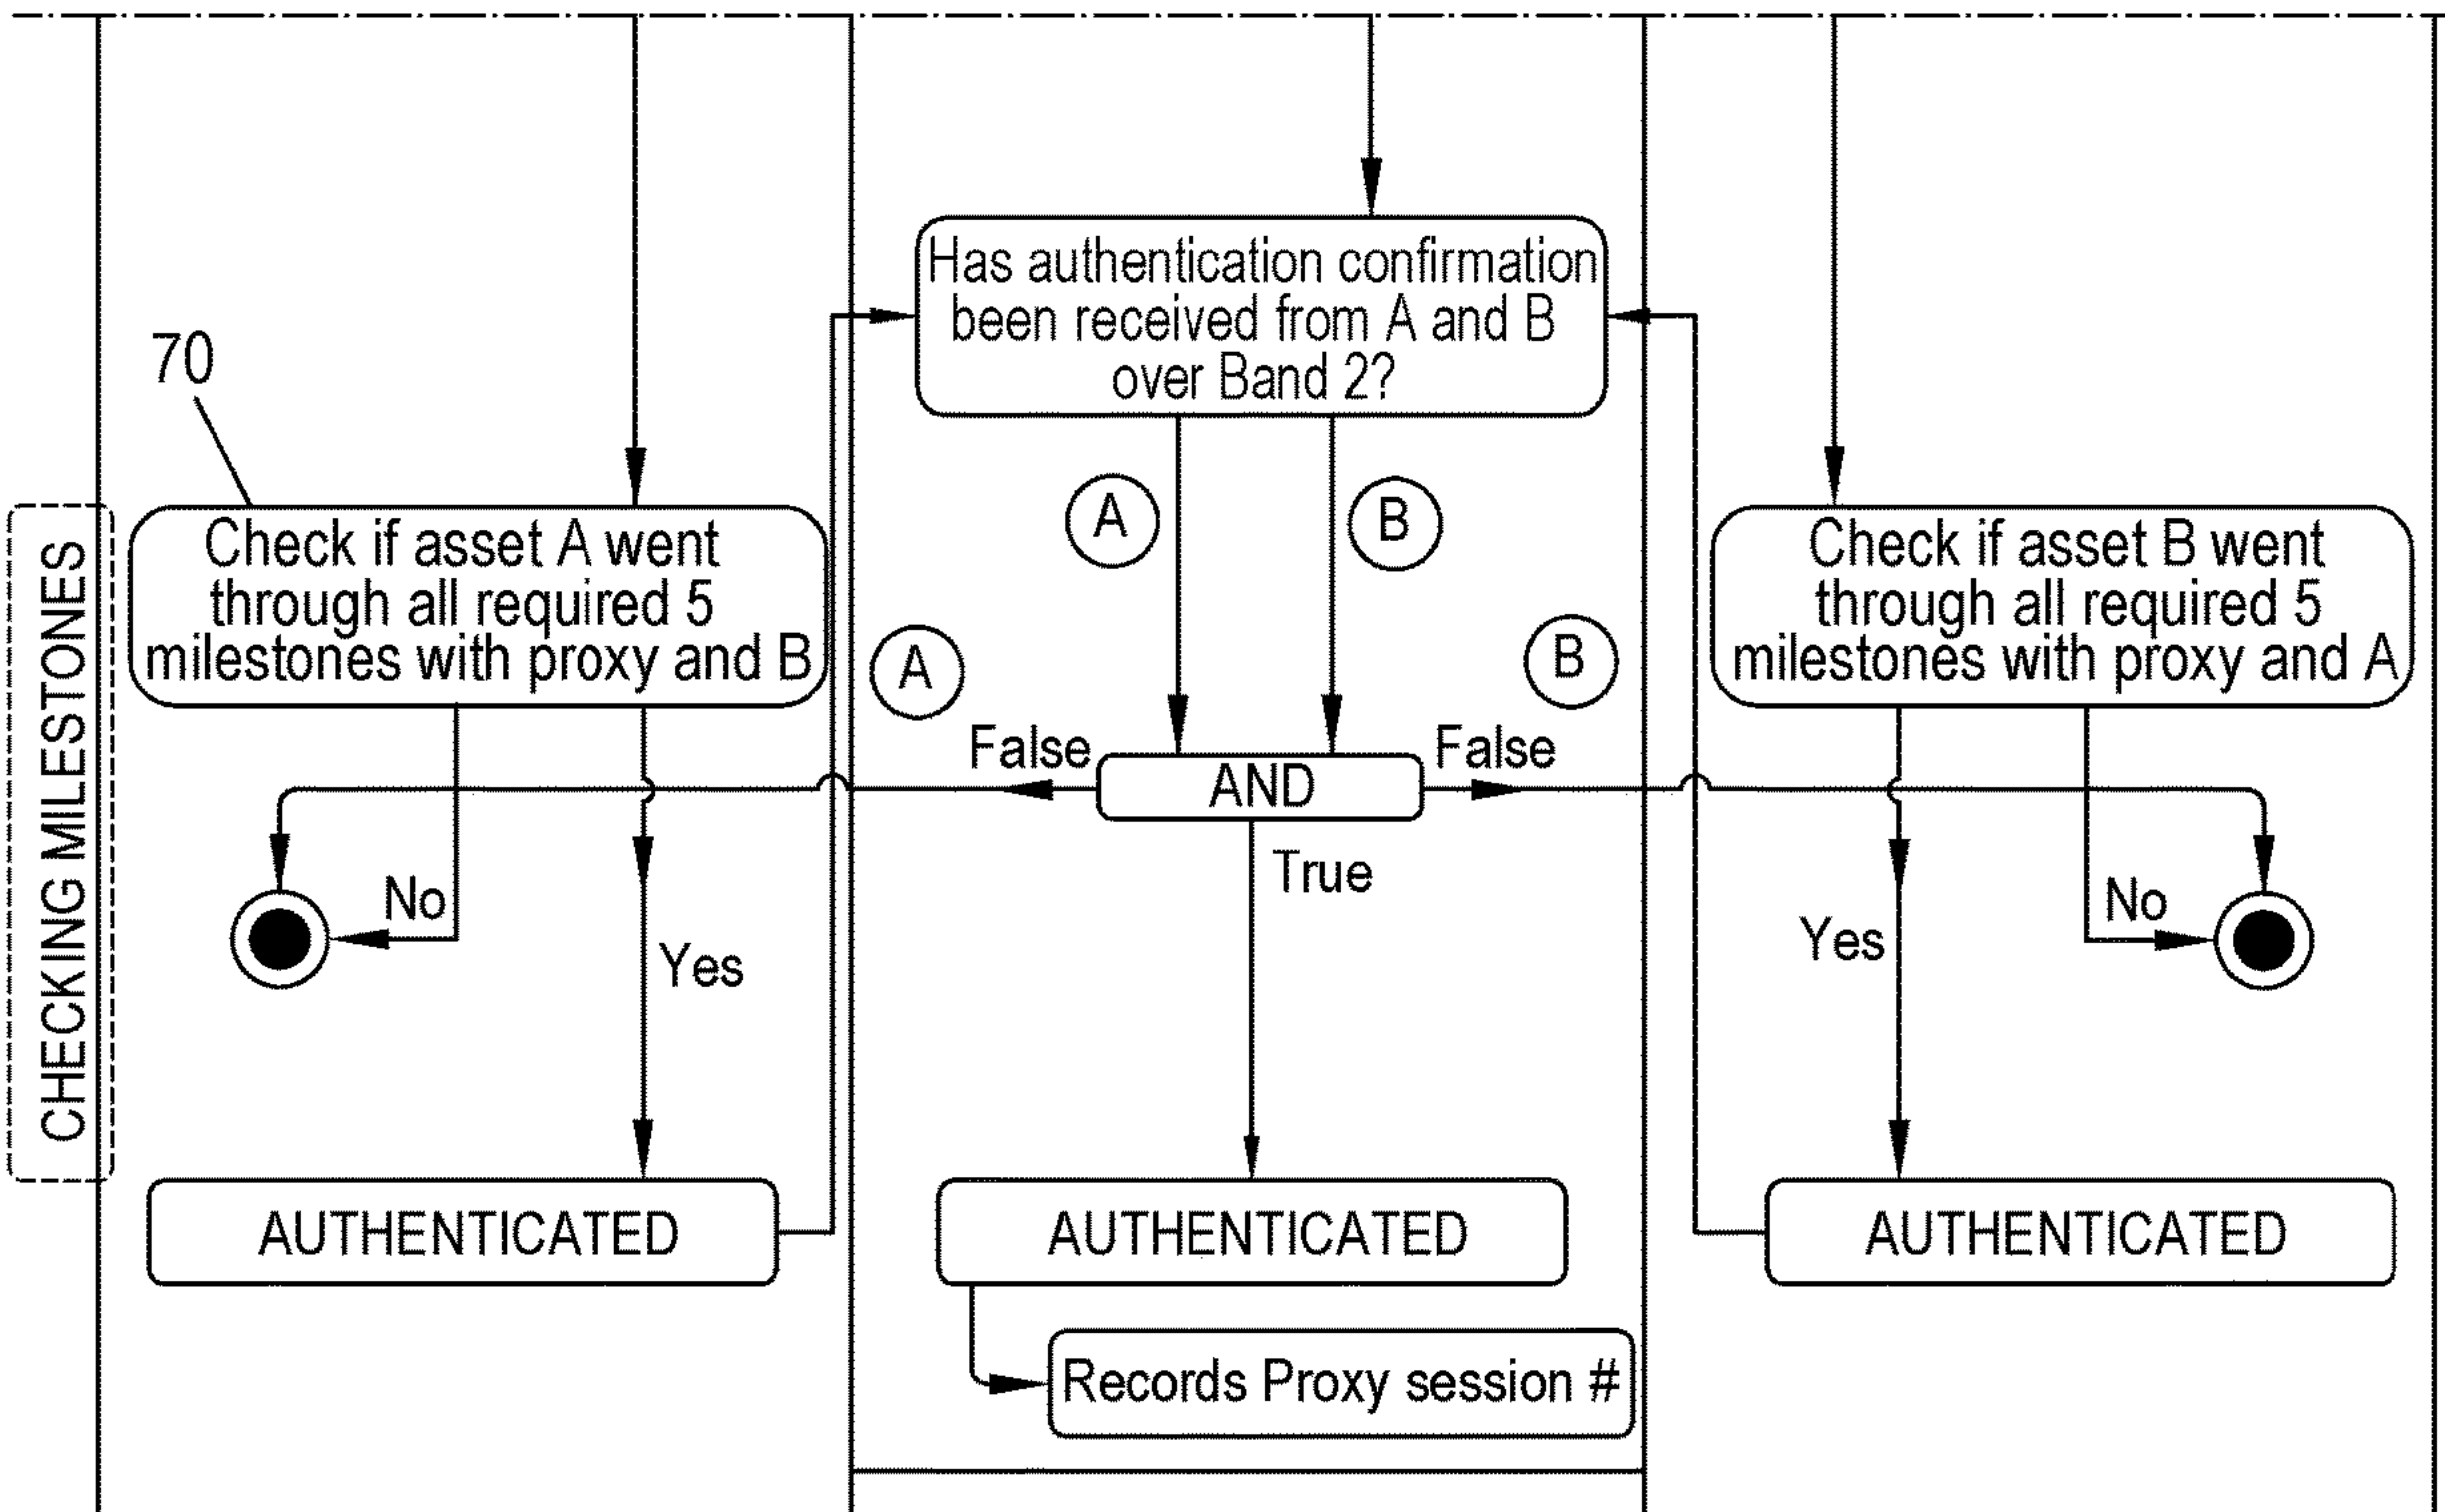 Has authentication confirmation
been received from A and B
over Band 2?
70
CHECKING MILESTONES
Check if asset A went
through all required 5
milestones with proxy and B
A
B
Check if asset B went
through all required 5
milestones with proxy and A
A
B
False
AND
False
True
No
Yes
Yes
No
AUTHENTICATED
AUTHENTICATED
AUTHENTICATED
Records Proxy session #